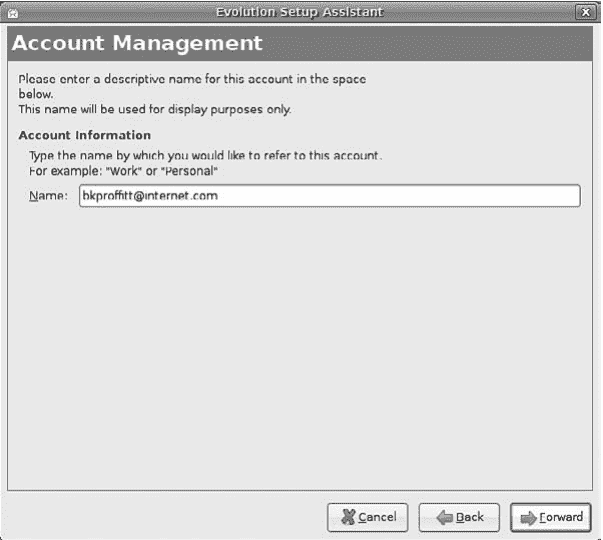 Evolution Setup Assistant
Account Management
Please enter a descriptive name for this account in the space
below.
This name will be used for display purposes only.
Account Information
Type the name by which you would like to refer to this account.
For example: "Work" or "Personal"
Name: bkproffitt@internet.com
Cancel Back Forward